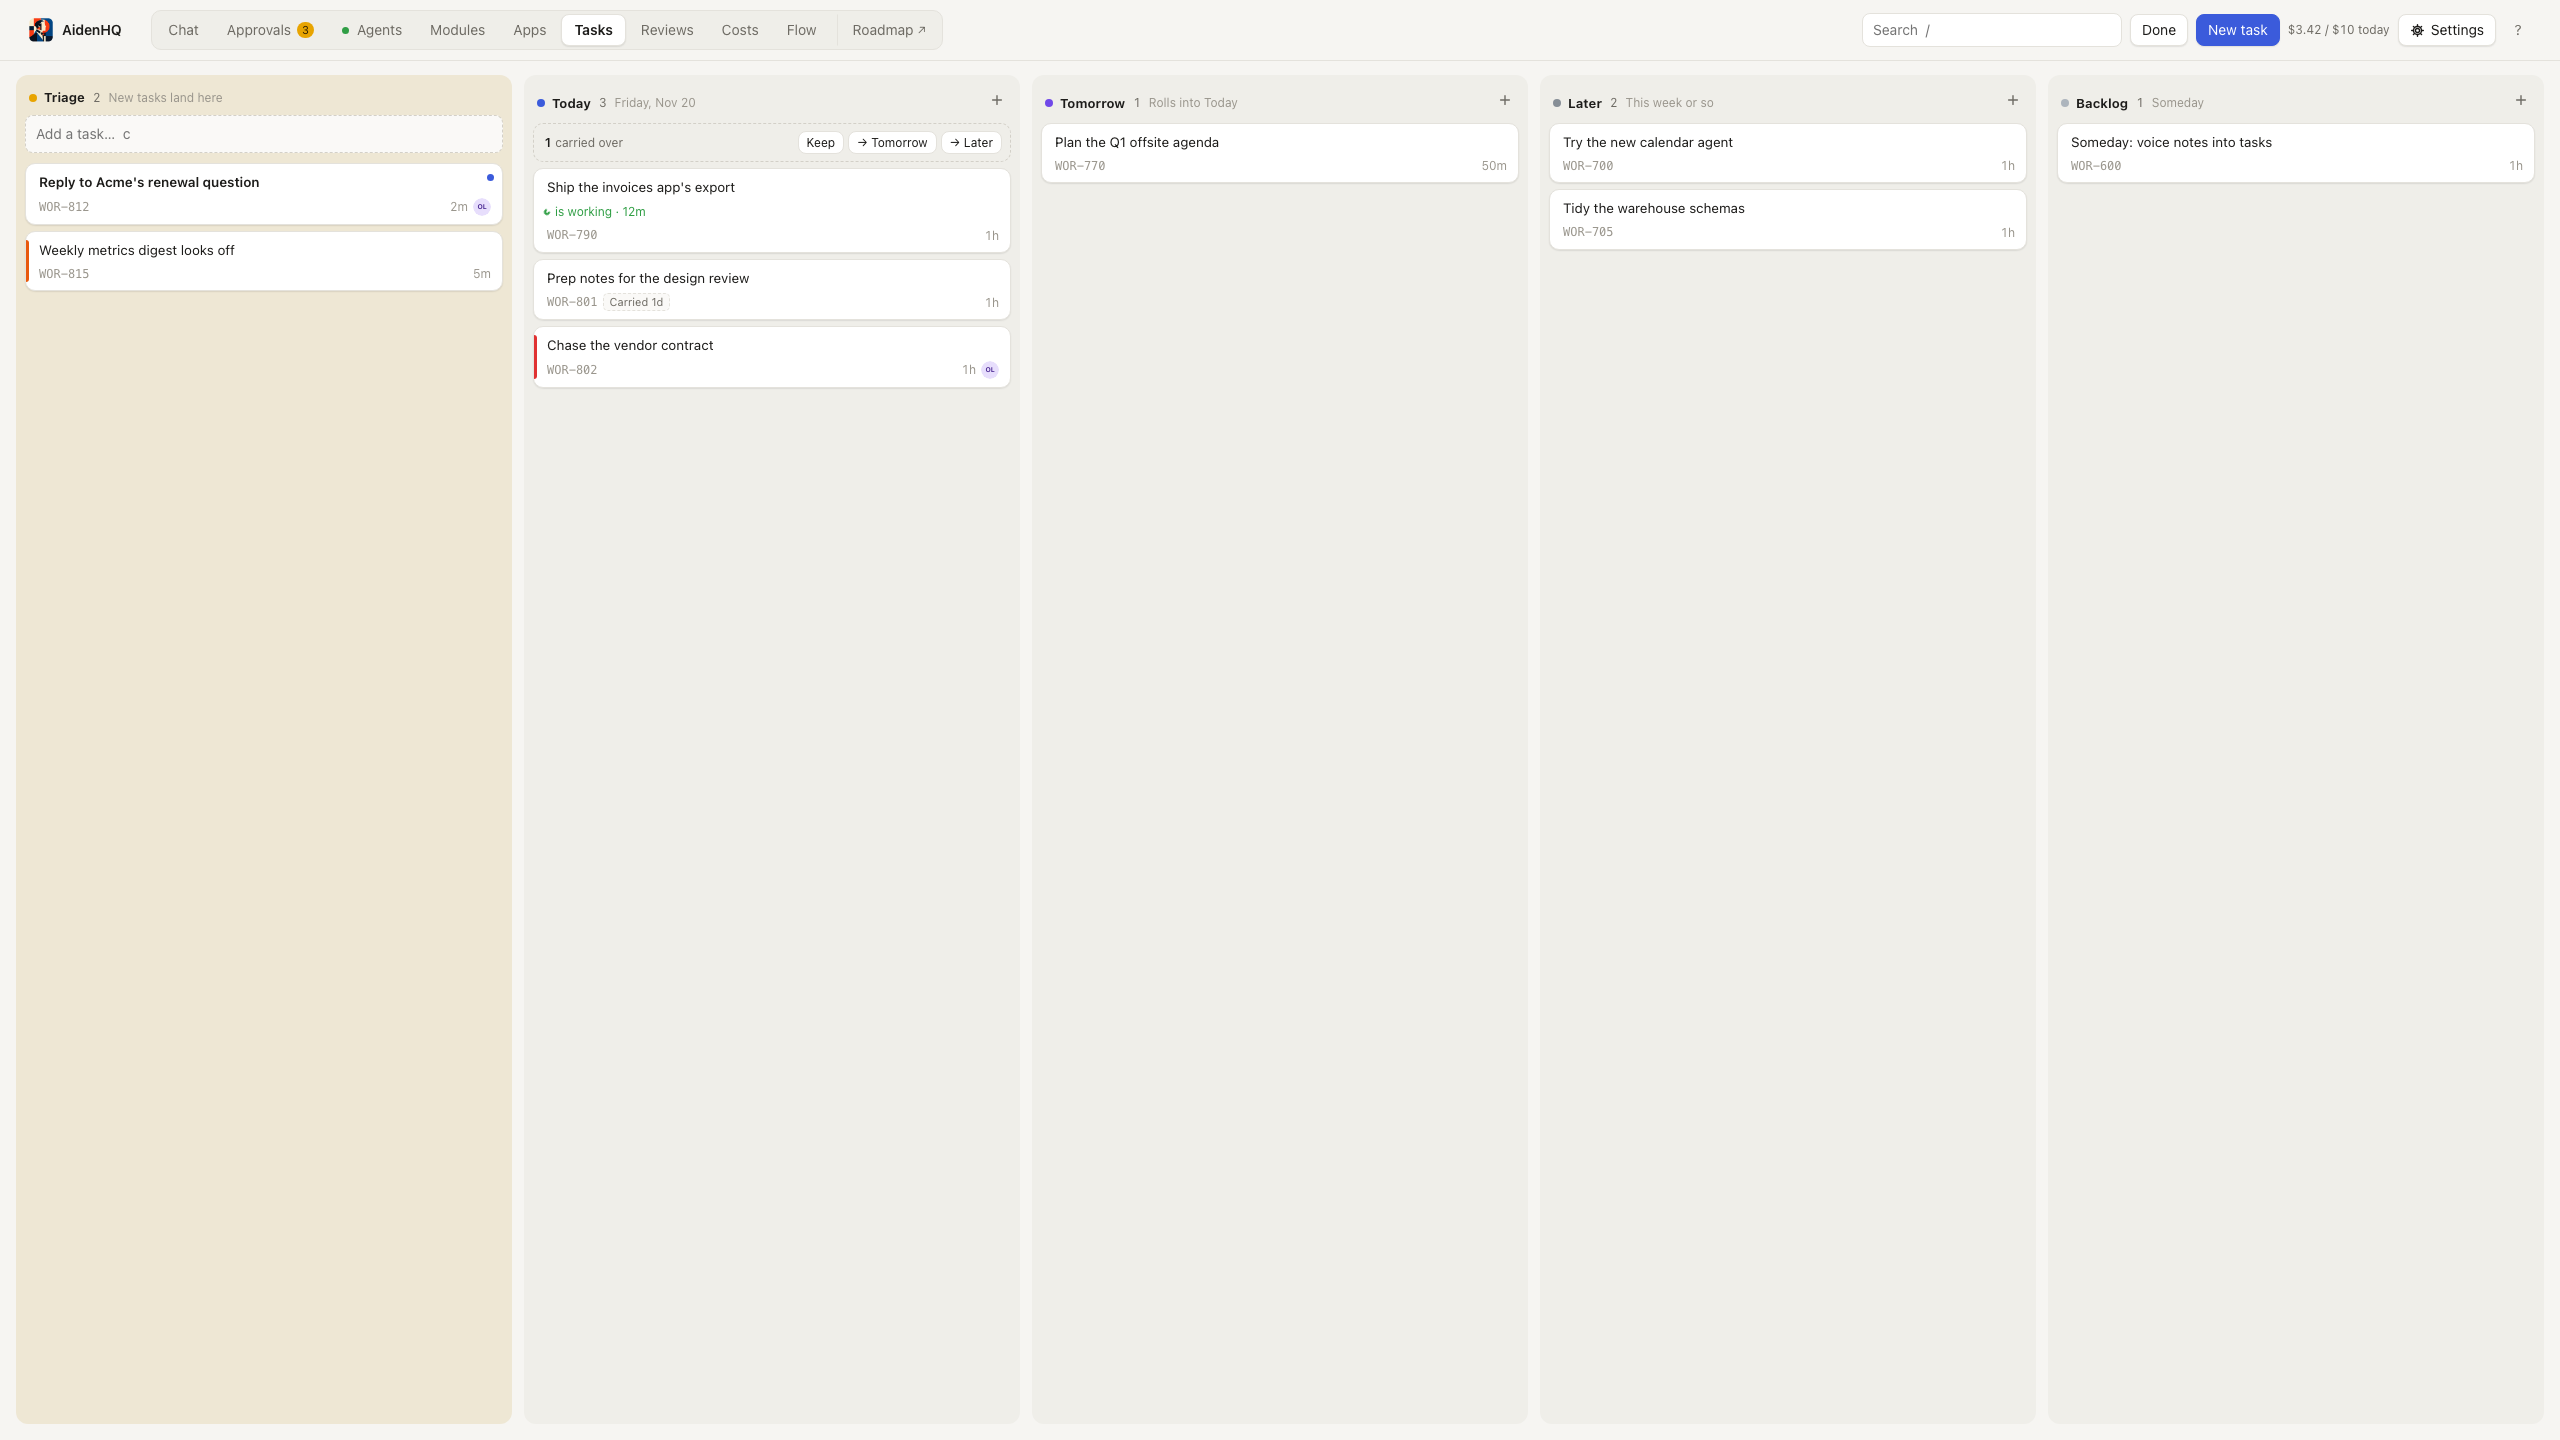 AidenHQ
Chat
Approvals 3
Agents
Modules
Apps
Tasks
Reviews
Costs
Flow
Roadmap ↗
Search /
Done
New task
$3.42 / $10 today
Settings
?
Triage 2 New tasks land here
Add a task... c
Reply to Acme's renewal question
WOR-812 2m OL
Weekly metrics digest looks off
WOR-815 5m
Today 3 Friday, Nov 20 +
1 carried over Keep → Tomorrow → Later
Ship the invoices app's export
is working · 12m
WOR-790 1h
Prep notes for the design review
WOR-801 Carried 1d 1h
Chase the vendor contract
WOR-802 1h OL
Tomorrow 1 Rolls into Today +
Plan the Q1 offsite agenda
WOR-770 50m
Later 2 This week or so +
Try the new calendar agent
WOR-700 1h
Tidy the warehouse schemas
WOR-705 1h
Backlog 1 Someday +
Someday: voice notes into tasks
WOR-600 1h